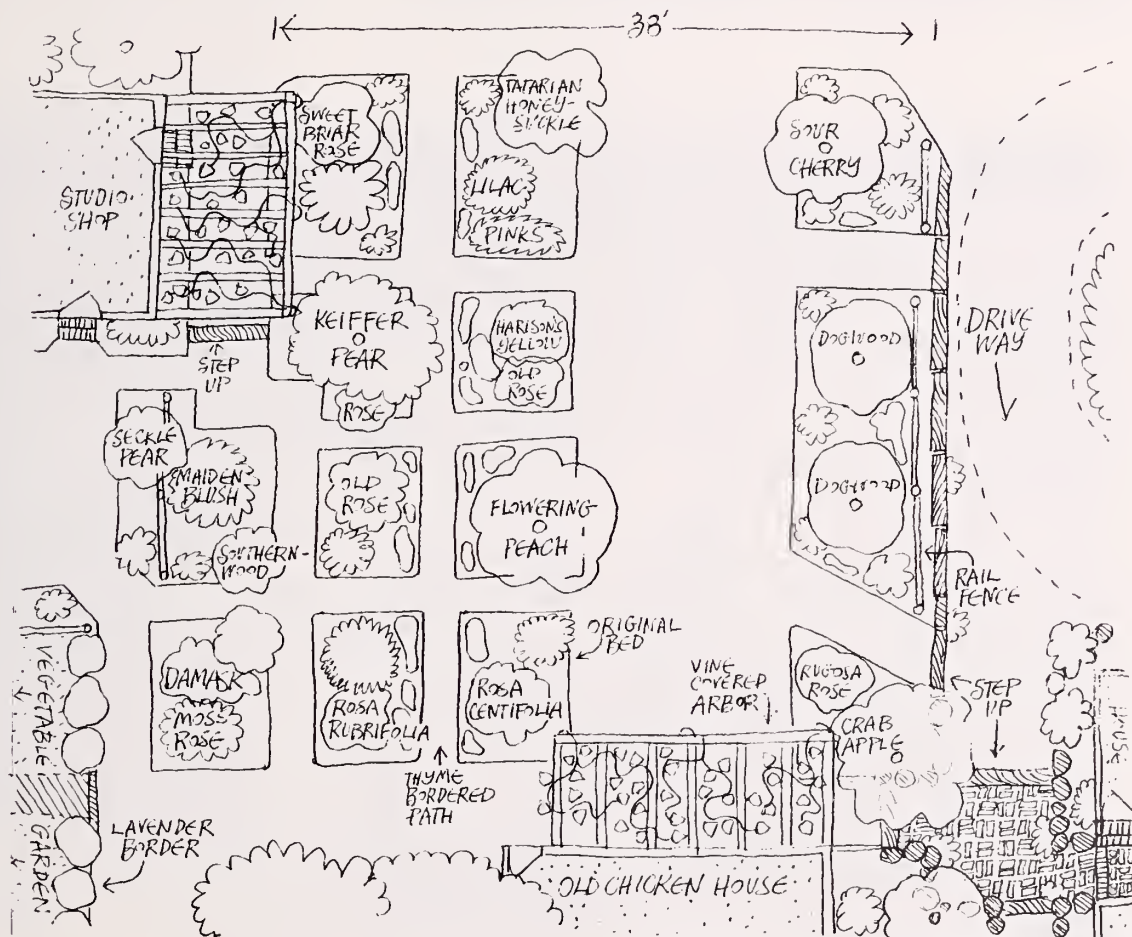 38'
SWEET
BRIAR
ROSE
TATARIAN
HONEY-
SUCKLE
SOUR
CHERRY
STUDIO
SHOP
LILAC
PINKS
KEIFFER
PEAR
ROSE
HARISON'S
YELLOW
OLD
ROSE
DOGWOOD
DRIVE
WAY
STEP
UP
SECKLE
PEAR
MAIDEN
BLUSH
SOUTHERN-
WOOD
OLD
ROSE
FLOWERING
PEACH
DOGWOOD
RAIL
FENCE
VEGETABLE
GARDEN
DAMASK
MOSS
ROSE
ROSA
RUBRIFOLIA
ROSA
CENTIFOLIA
ORIGINAL
BED
VINE
COVERED
ARBOR
RUGOSA
ROSE
CRAB
APPLE
STEP
UP
HOUSE
THYME
BORDERED
PATH
LAVENDER
BORDER
OLD CHICKEN HOUSE